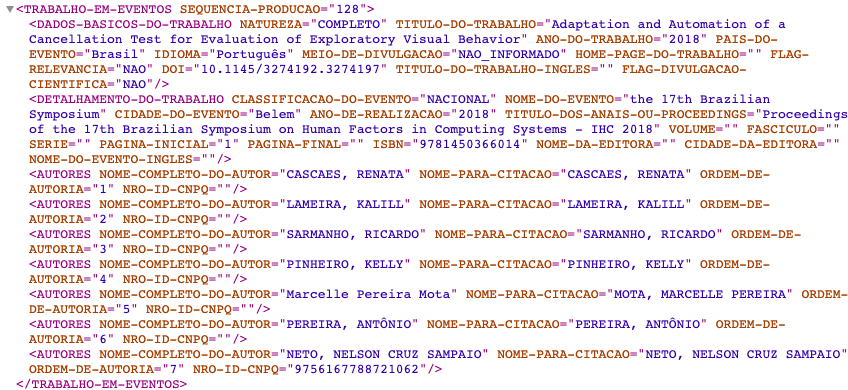 <TRABALHO-EM-EVENTOS SEQUENCIA-PRODUCAO="128">
<DADOS-BASICOS-DO-TRABALHO NATUREZA="COMPLETO" TITULO-DO-TRABALHO="Adaptation and Automation of a
Cancellation Test for Evaluation of Exploratory Visual Behavior" ANO-DO-TRABALHO="2018" PAIS-DO-
EVENTO="Brasil" IDIOMA="Português" MEIO-DE-DIVULGACAO="NAO_INFORMADO" HOME-PAGE-DO-TRABALHO="" FLAG-
RELEVANCIA="NAO" DOI="10.1145/3274192.3274197" TITULO-DO-TRABALHO-INGLES="" FLAG-DIVULGACAO-
CIENTIFICA="NAO"/>
<DETALHAMENTO-DO-TRABALHO CLASSIFICACAO-DO-EVENTO="NACIONAL" NOME-DO-EVENTO="the 17th Brazilian
Symposium" CIDADE-DO-EVENTO="Belem" ANO-DE-REALIZACAO="2018" TITULO-DOS-ANAIS-OU-PROCEEDINGS="Proceedings
of the 17th Brazilian Symposium on Human Factors in Computing Systems - IHC 2018" VOLUME="" FASCICULO=""
SERIE="" PAGINA-INICIAL="1" PAGINA-FINAL="" ISBN="9781450366014" NOME-DA-EDITORA="" CIDADE-DA-EDITORA=""
NOME-DO-EVENTO-INGLES=""/>
<AUTORES NOME-COMPLETO-DO-AUTOR="CASCAES, RENATA" NOME-PARA-CITACAO="CASCAES, RENATA" ORDEM-DE-
AUTORIA="1" NRO-ID-CNPQ=""/>
<AUTORES NOME-COMPLETO-DO-AUTOR="LAMEIRA, KALILL" NOME-PARA-CITACAO="LAMEIRA, KALILL" ORDEM-DE-
AUTORIA="2" NRO-ID-CNPQ=""/>
<AUTORES NOME-COMPLETO-DO-AUTOR="SARMANHO, RICARDO" NOME-PARA-CITACAO="SARMANHO, RICARDO" ORDEM-DE-
AUTORIA="3" NRO-ID-CNPQ=""/>
<AUTORES NOME-COMPLETO-DO-AUTOR="PINHEIRO, KELLY" NOME-PARA-CITACAO="PINHEIRO, KELLY" ORDEM-DE-
AUTORIA="4" NRO-ID-CNPQ=""/>
<AUTORES NOME-COMPLETO-DO-AUTOR="Marcelle Pereira Mota" NOME-PARA-CITACAO="MOTA, MARCELLE PEREIRA" ORDEM-
DE-AUTORIA="5" NRO-ID-CNPQ=""/>
<AUTORES NOME-COMPLETO-DO-AUTOR="PEREIRA, ANTÔNIO" NOME-PARA-CITACAO="PEREIRA, ANTÔNIO" ORDEM-DE-
AUTORIA="6" NRO-ID-CNPQ=""/>
<AUTORES NOME-COMPLETO-DO-AUTOR="NETO, NELSON CRUZ SAMPAIO" NOME-PARA-CITACAO="NETO, NELSON CRUZ SAMPAIO"
ORDEM-DE-AUTORIA="7" NRO-ID-CNPQ="9756167788721062"/>
</TRABALHO-EM-EVENTOS>